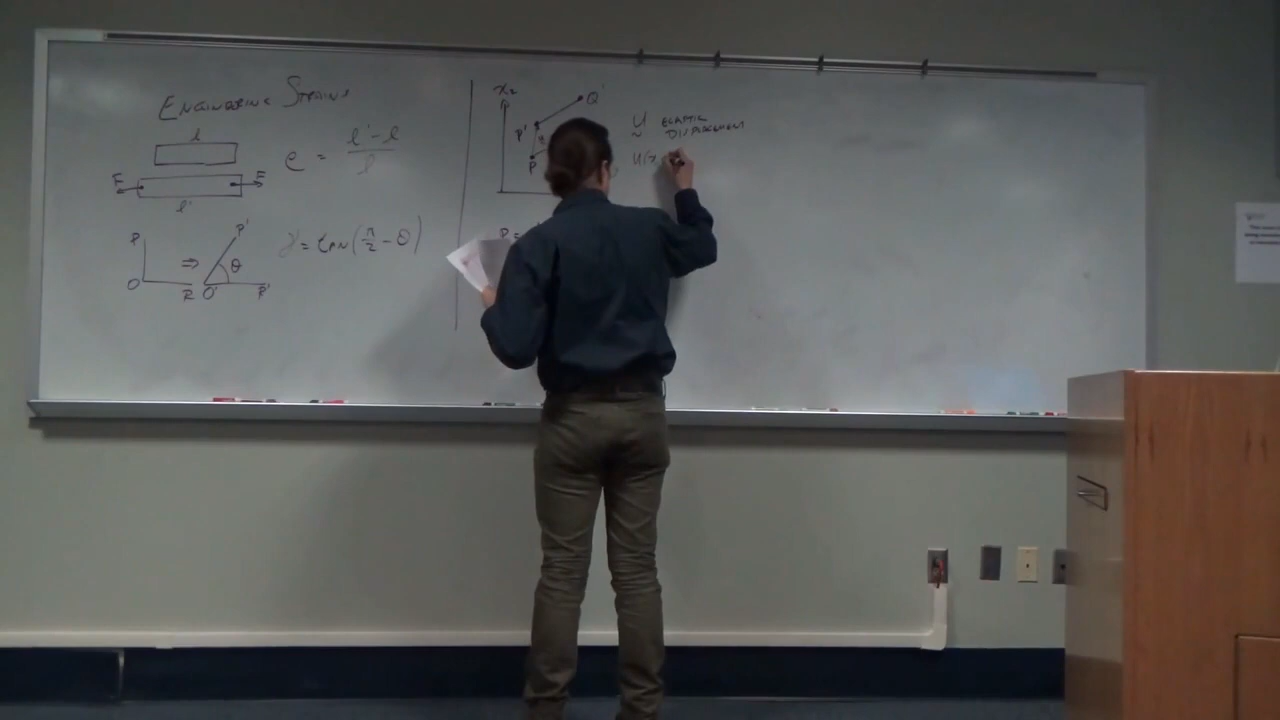 ENGINEERING STRAINS
l
e = l' - l / l
F F
l'
P P'
⇒ θ
O R O' R'
γ = TAN(π/2 - θ)
x₂
Q'
P'
u
P
U ELASTIC
~ DISPLACEMENT
U(x
P =